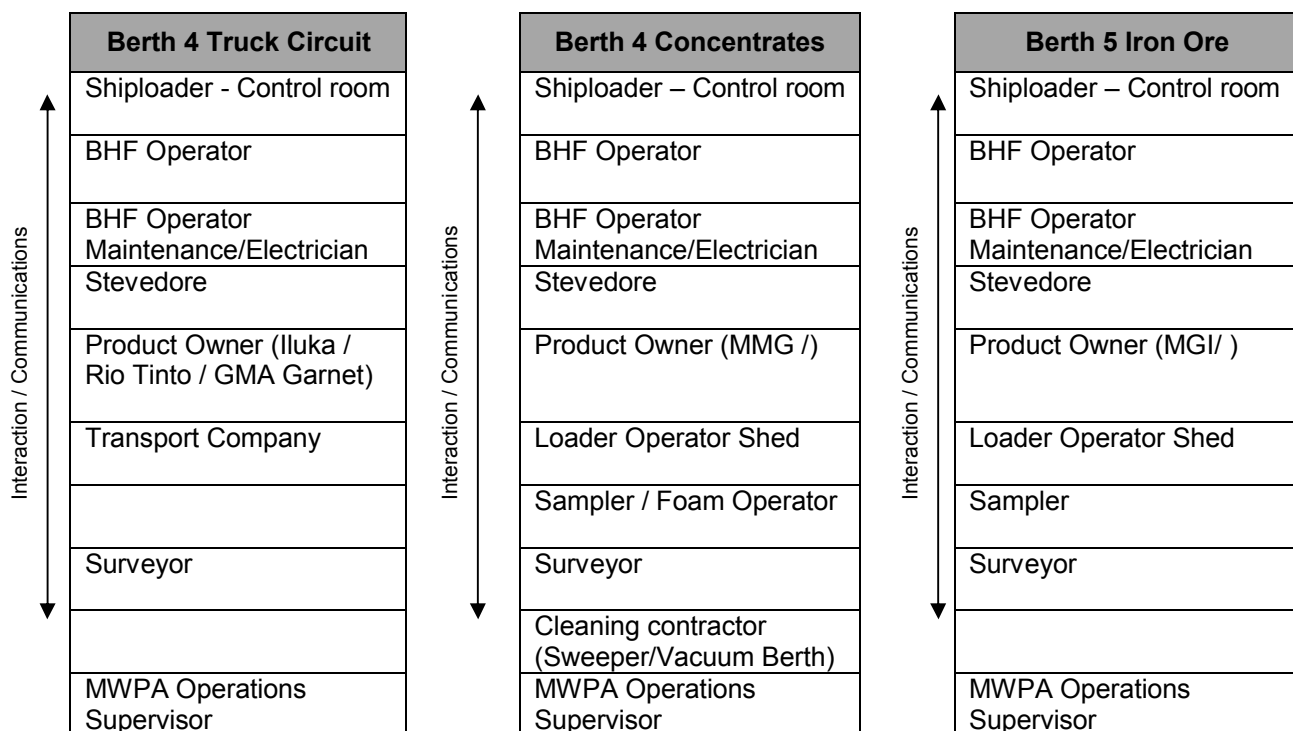 Berth 4 Truck Circuit
Shiploader - Control room
BHF Operator
BHF Operator
Maintenance/Electrician
Stevedore
Product Owner (Iluka /
Rio Tinto / GMA Garnet)
Transport Company
Surveyor
MWPA Operations
Supervisor
Interaction / Communications
Berth 4 Concentrates
Shiploader – Control room
BHF Operator
BHF Operator
Maintenance/Electrician
Stevedore
Product Owner (MMG /)
Loader Operator Shed
Sampler / Foam Operator
Surveyor
Cleaning contractor
(Sweeper/Vacuum Berth)
MWPA Operations
Supervisor
Interaction / Communications
Berth 5 Iron Ore
Shiploader – Control room
BHF Operator
BHF Operator
Maintenance/Electrician
Stevedore
Product Owner (MGI/ )
Loader Operator Shed
Sampler
Surveyor
MWPA Operations
Supervisor
Interaction / Communications